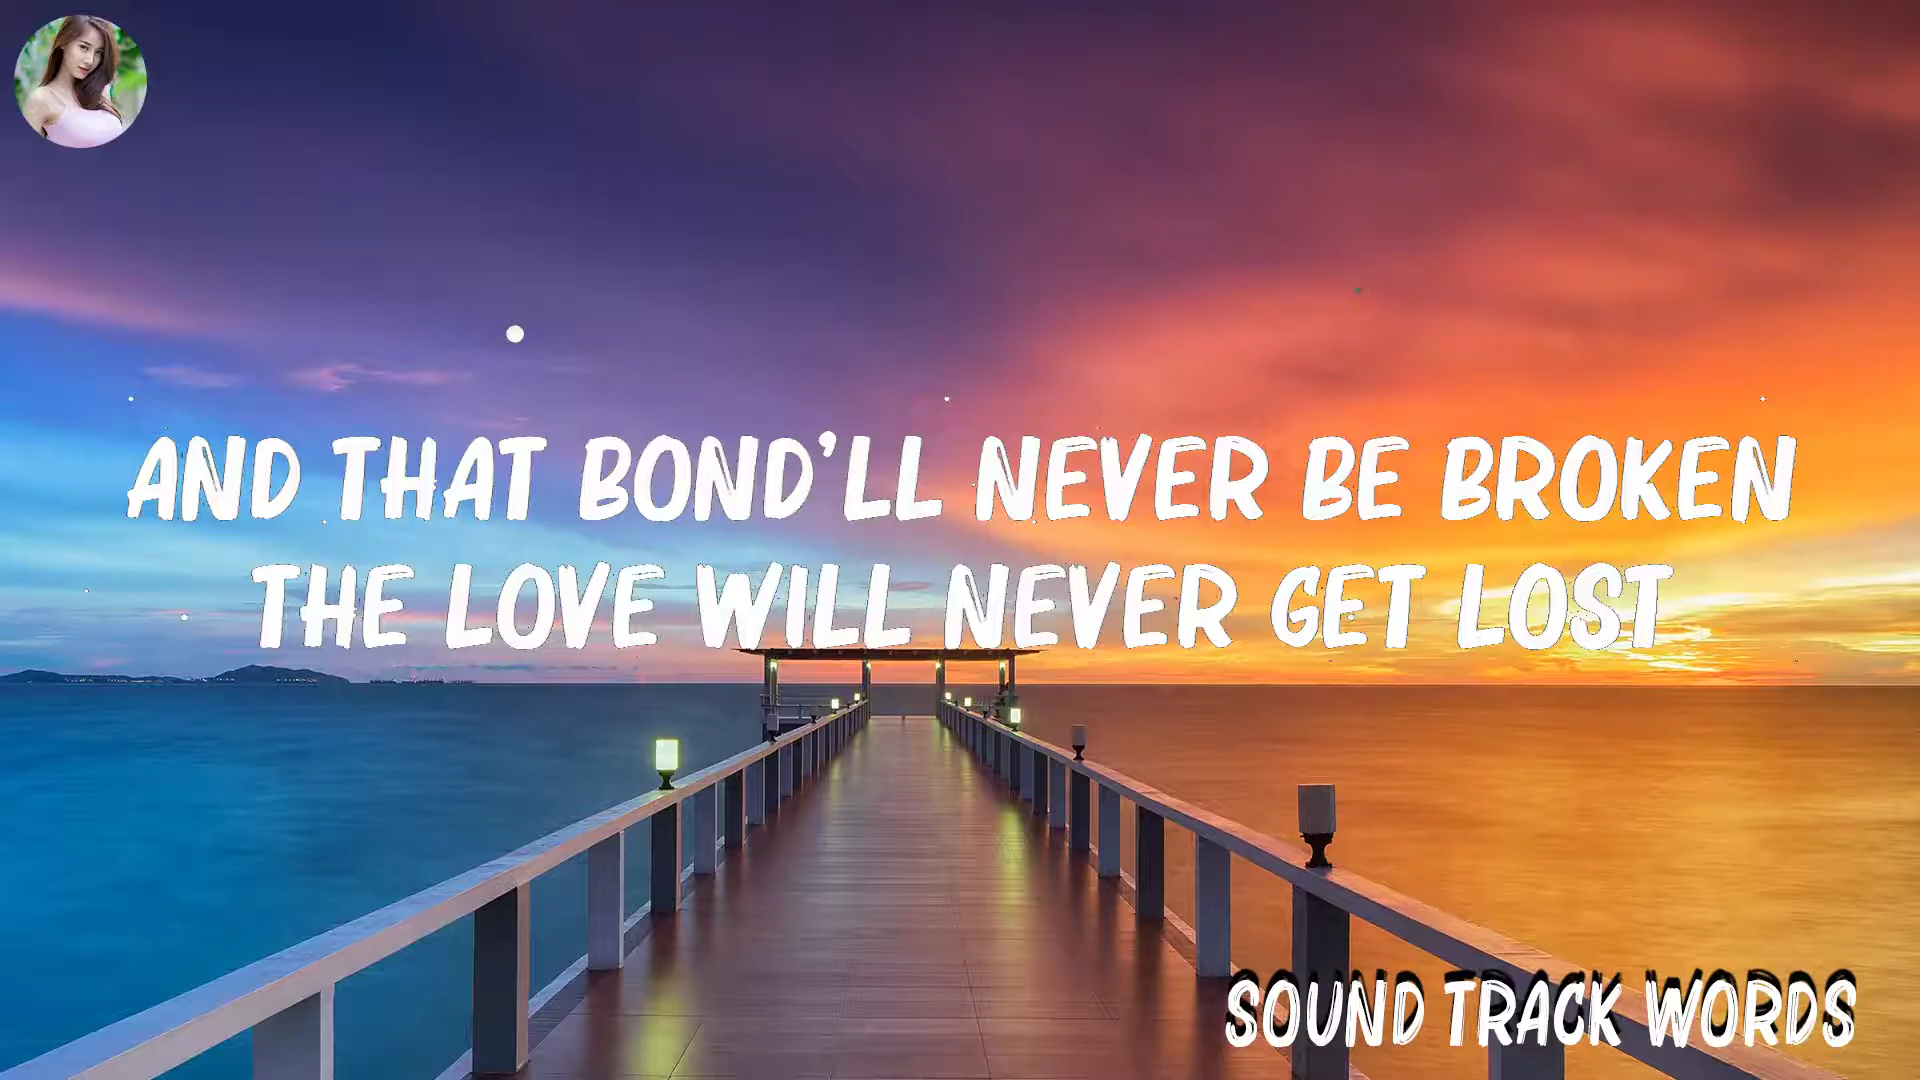 AND THAT BOND'LL NEVER BE BROKEN
THE LOVE WILL NEVER GET LOST
SOUND TRACK WORDS